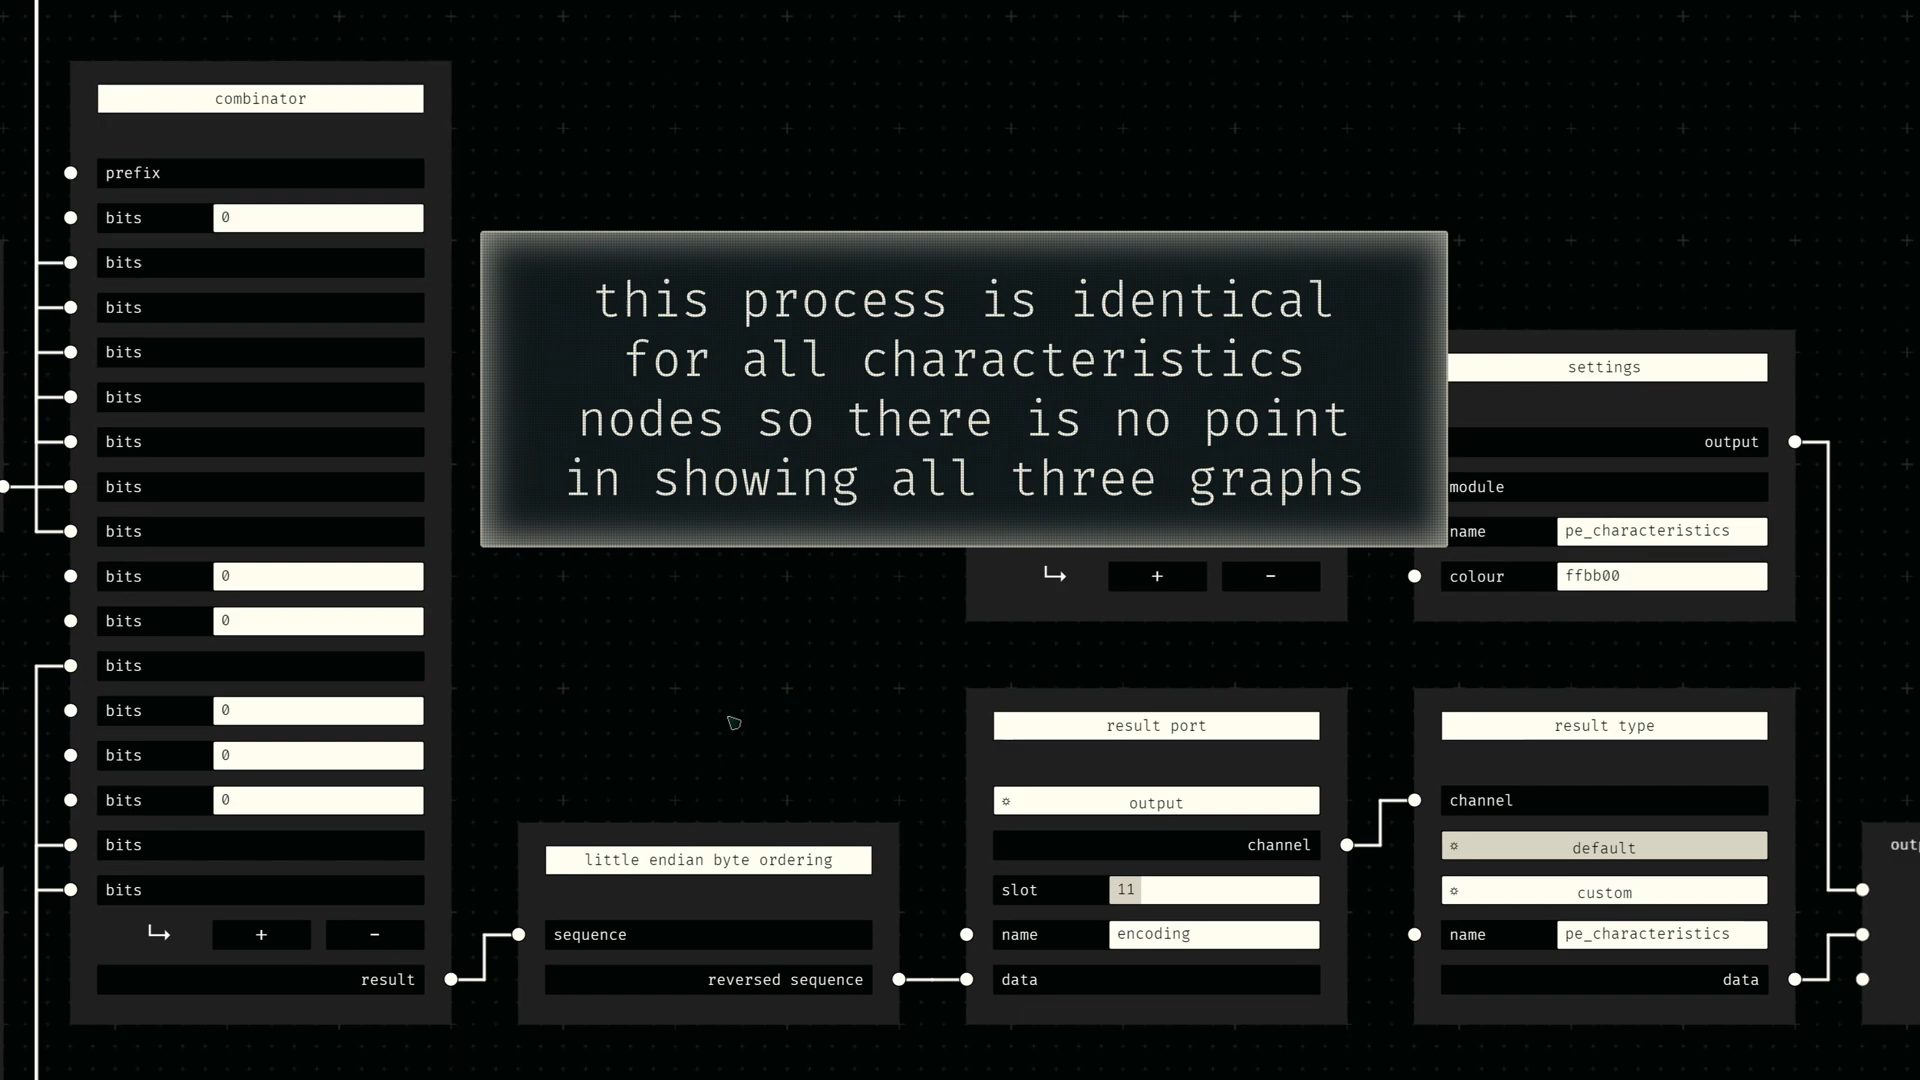 combinator
prefix
bits 0
bits
bits
bits
bits
bits
bits
bits
bits 0
bits 0
bits
bits 0
bits 0
bits 0
bits
bits
+ -
result
this process is identical
for all characteristics
nodes so there is no point
in showing all three graphs
little endian byte ordering
sequence
reversed sequence
+ -
settings
output
module
name pe_characteristics
colour ffbb00
result port
output
channel
slot 11
name encoding
data
result type
channel
default
custom
name pe_characteristics
data